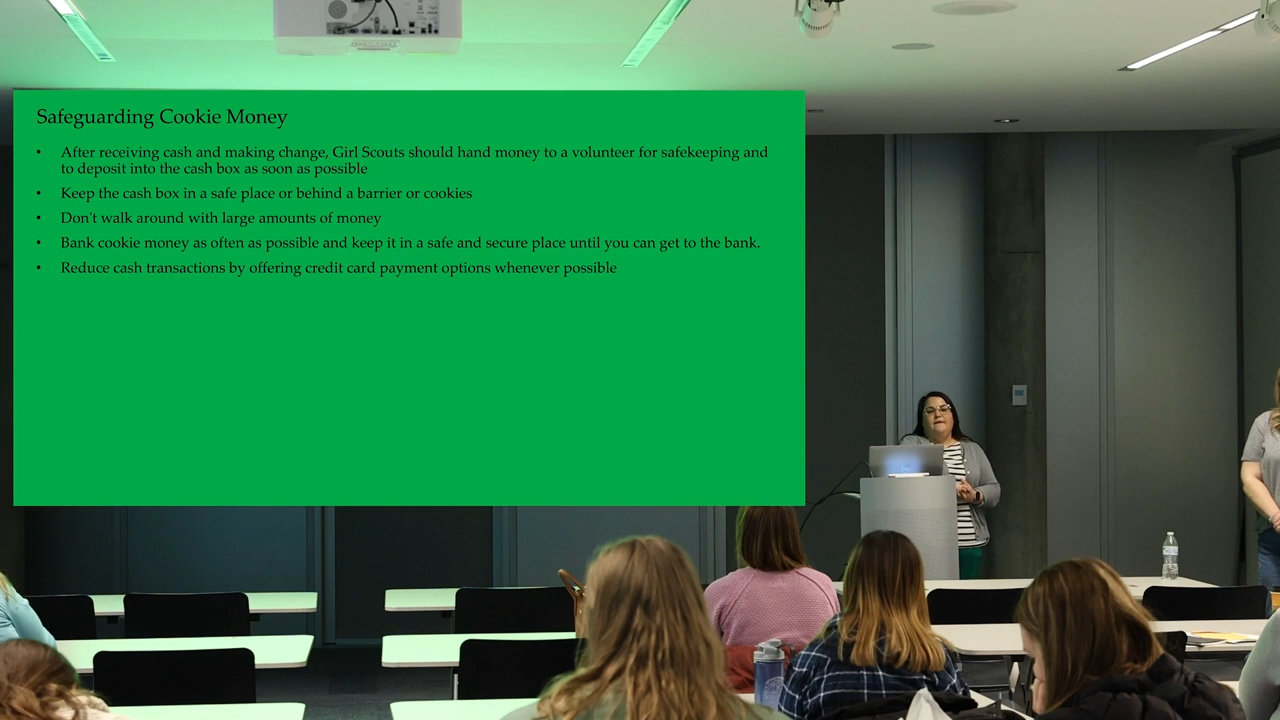 Safeguarding Cookie Money
• After receiving cash and making change, Girl Scouts should hand money to a volunteer for safekeeping and
to deposit into the cash box as soon as possible
• Keep the cash box in a safe place or behind a barrier or cookies
• Don't walk around with large amounts of money
• Bank cookie money as often as possible and keep it in a safe and secure place until you can get to the bank.
• Reduce cash transactions by offering credit card payment options whenever possible